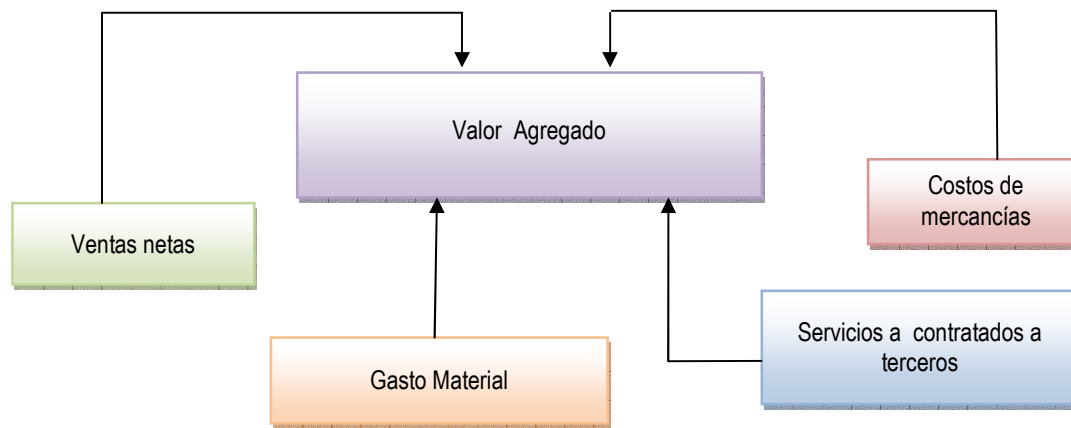 Valor Agregado
Costos de
mercancías
Ventas netas
Servicios a contratados a
terceros
Gasto Material